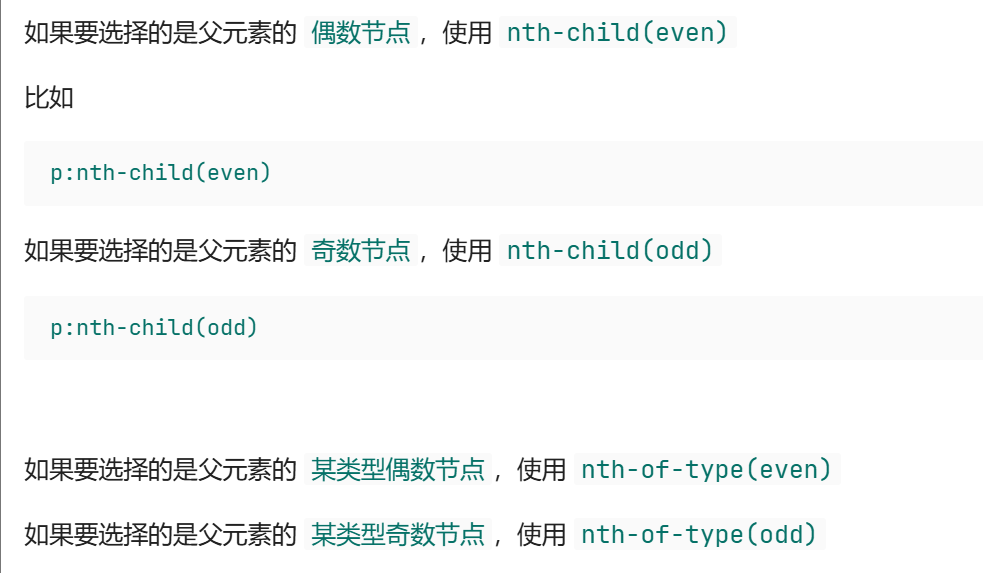 如果要选择的是父元素的 偶数节点 ，使用 nth-child(even)
比如
p:nth-child(even)
如果要选择的是父元素的 奇数节点 ，使用 nth-child(odd)
p:nth-child(odd)
如果要选择的是父元素的 某类型偶数节点 ，使用 nth-of-type(even)
如果要选择的是父元素的 某类型奇数节点 ，使用 nth-of-type(odd)